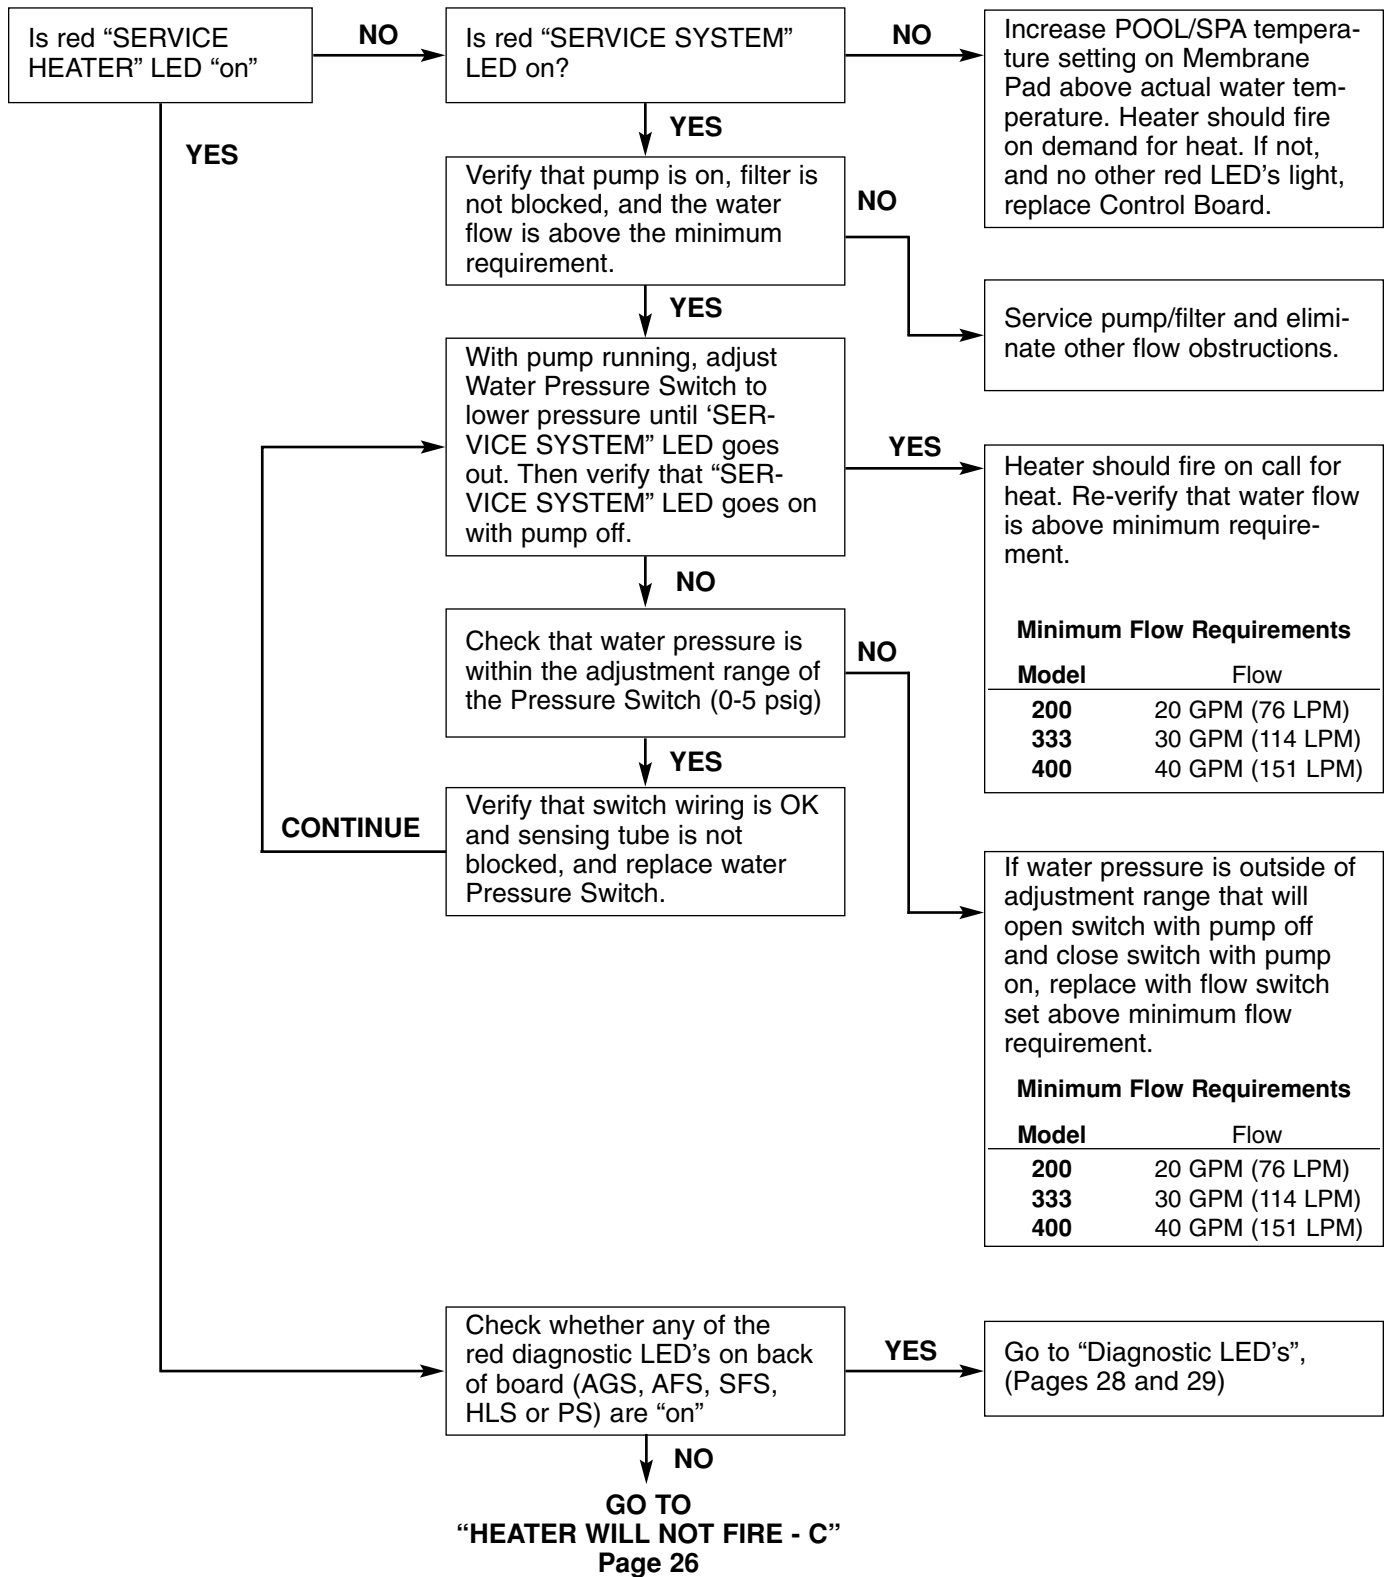 Is red “SERVICE
HEATER” LED “on”
NO
Is red “SERVICE SYSTEM”
LED on?
NO
Increase POOL/SPA tempera-
ture setting on Membrane
Pad above actual water tem-
perature. Heater should fire
on demand for heat. If not,
and no other red LED's light,
replace Control Board.
YES
YES
Verify that pump is on, filter is
not blocked, and the water
flow is above the minimum
requirement.
NO
Service pump/filter and elimi-
nate other flow obstructions.
YES
With pump running, adjust
Water Pressure Switch to
lower pressure until ‘SER-
VICE SYSTEM” LED goes
out. Then verify that “SER-
VICE SYSTEM” LED goes on
with pump off.
YES
Heater should fire on call for
heat. Re-verify that water flow
is above minimum require-
ment.
Minimum Flow Requirements
Model Flow
200 20 GPM (76 LPM)
333 30 GPM (114 LPM)
400 40 GPM (151 LPM)
NO
Check that water pressure is
within the adjustment range of
the Pressure Switch (0-5 psig)
NO
YES
Verify that switch wiring is OK
and sensing tube is not
blocked, and replace water
Pressure Switch.
CONTINUE
If water pressure is outside of
adjustment range that will
open switch with pump off
and close switch with pump
on, replace with flow switch
set above minimum flow
requirement.
Minimum Flow Requirements
Model Flow
200 20 GPM (76 LPM)
333 30 GPM (114 LPM)
400 40 GPM (151 LPM)
Check whether any of the
red diagnostic LED's on back
of board (AGS, AFS, SFS,
HLS or PS) are “on”
YES
Go to “Diagnostic LED's”,
(Pages 28 and 29)
NO
GO TO
“HEATER WILL NOT FIRE - C”
Page 26